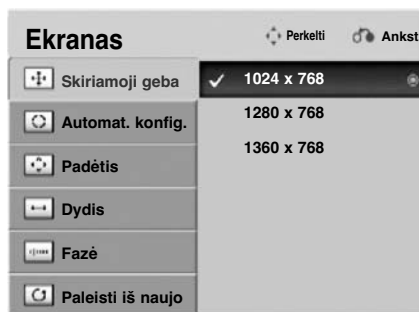 Ekranas
Perkelti
Ankst
Skiriamoji geba
1024 x 768
Automat. konfig.
1280 x 768
Padėtis
1360 x 768
Dydis
Fazė
Paleisti iš naujo